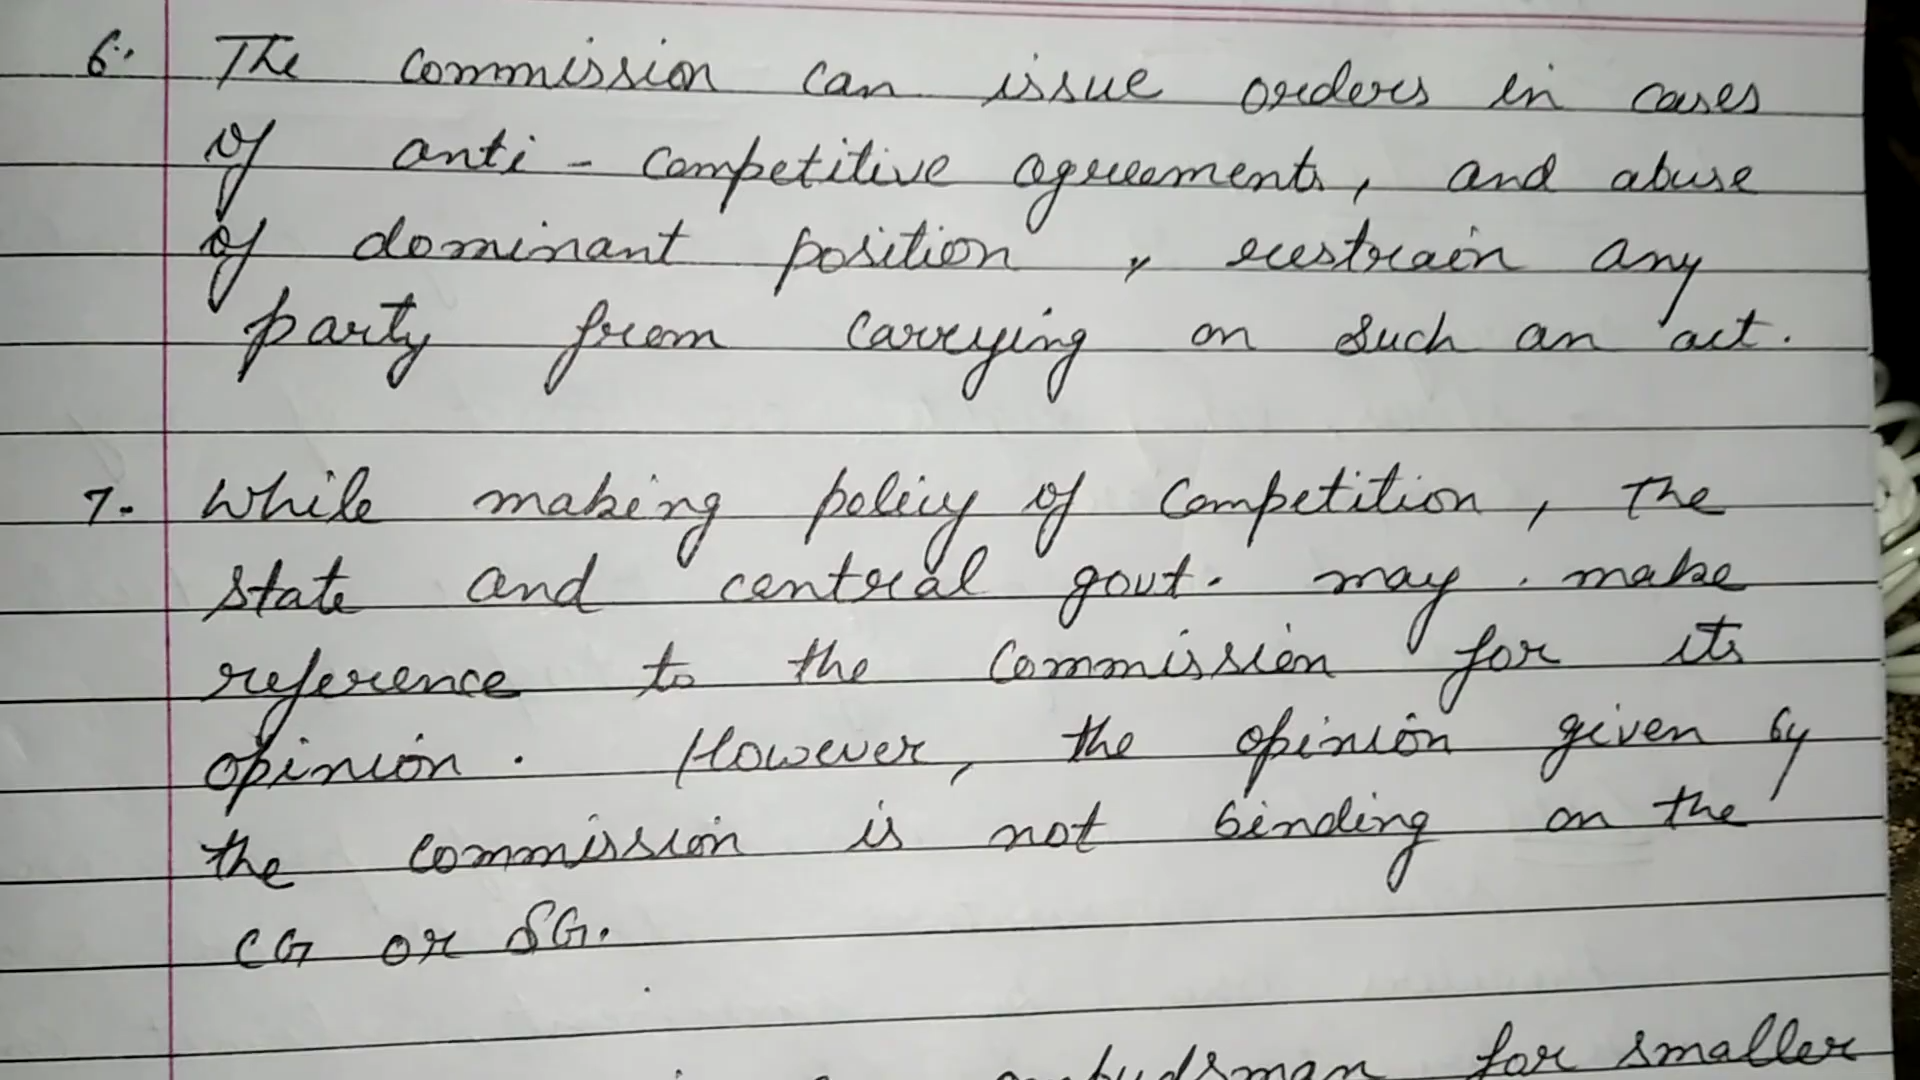 6. The commission can issue orders in cases
of anti - competitive agreements, and abuse
of dominant position, restrain any
party from carrying on such an act.
7. While making policy of competition, the
state and central govt. may make
reference to the commission for its
opinion. However, the opinion given by
the commission is not binding on the
CG or SG.
ombudsman for smaller